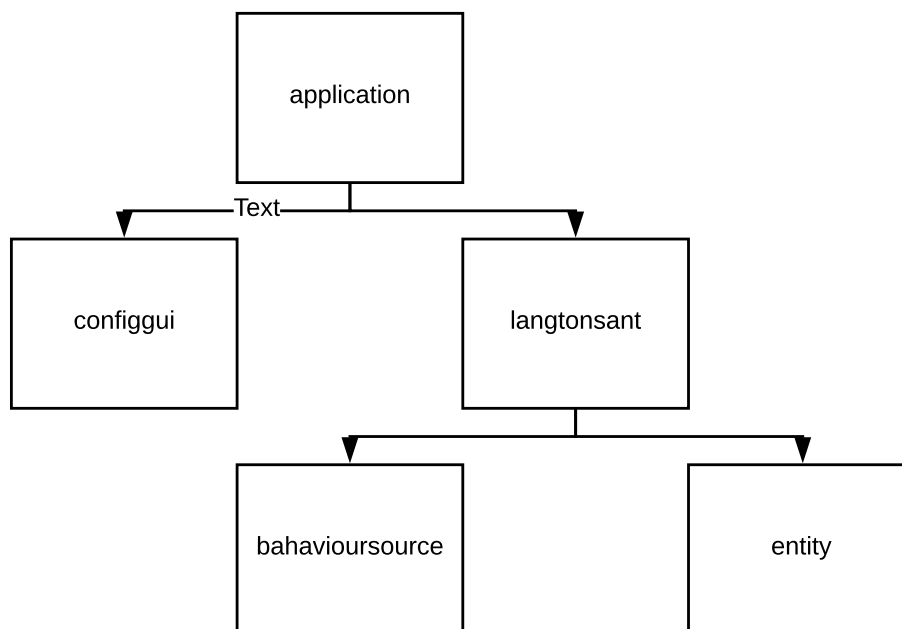 application
Text
configgui
langtonsant
bahavioursource
entity